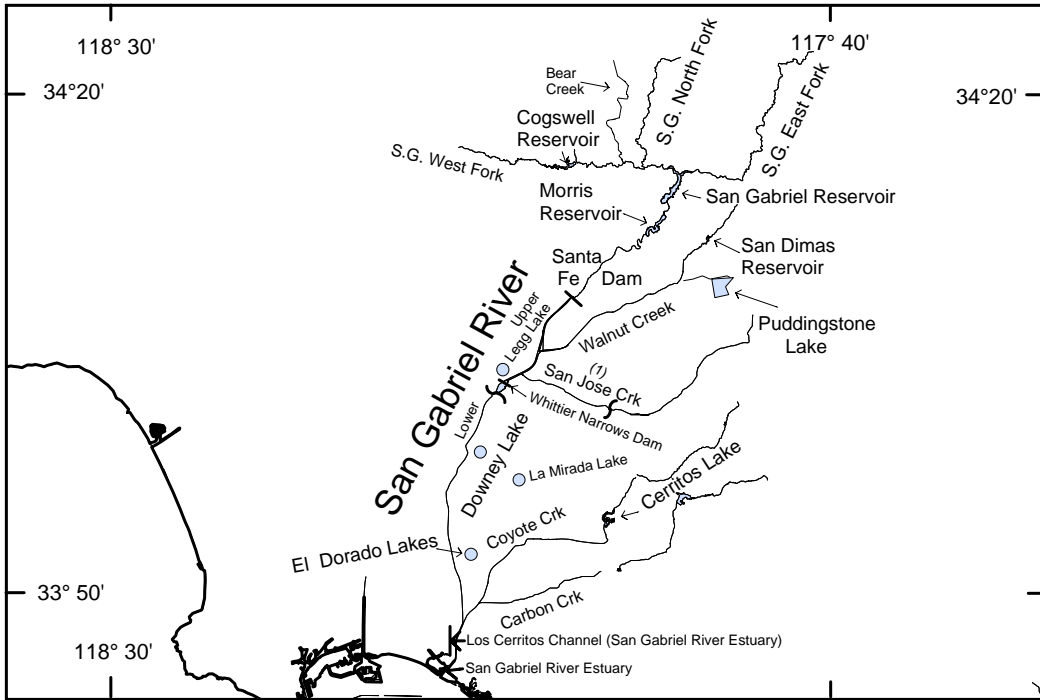 118° 30'
117° 40'
34°20'
34°20'
Bear
Creek
S.G. North Fork
S.G. East Fork
Cogswell
Reservoir
S.G. West Fork
Morris
Reservoir
San Gabriel Reservoir
San Dimas
Reservoir
Santa
Fe Dam
Puddingstone
Lake
San Gabriel River
Upper
Legg Lake
Walnut Creek
(1)
San Jose Crk
Whittier Narrows Dam
Lower
Downey Lake
La Mirada Lake
Cerritos Lake
Coyote Crk
El Dorado Lakes
33° 50'
Carbon Crk
118° 30'
Los Cerritos Channel (San Gabriel River Estuary)
San Gabriel River Estuary